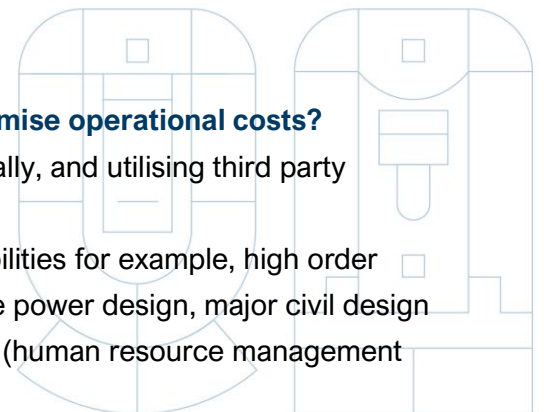 mise operational costs?
ally, and utilising third party
ilities for example, high order
power design, major civil design
(human resource management